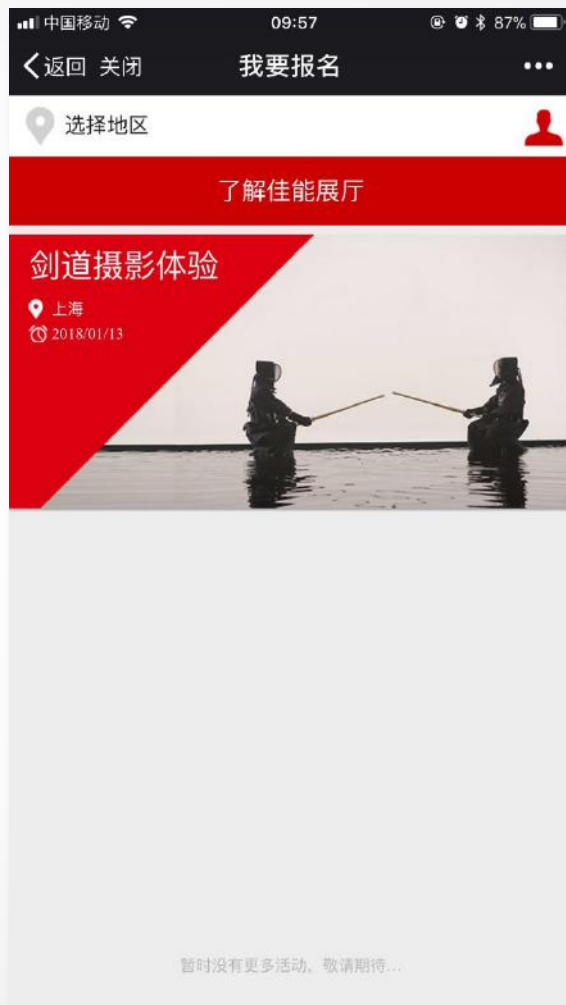 中国移动 09:57 87%
返回 关闭 我要报名
选择地区
了解佳能展厅
剑道摄影体验
上海
2018/01/13
暂时没有更多活动，敬请期待...